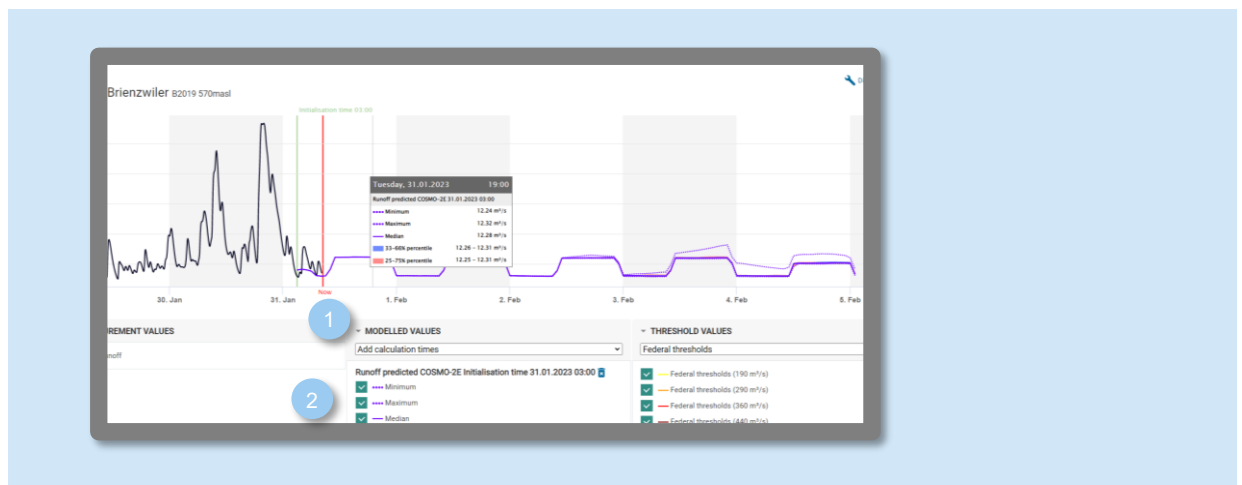 Brienzwiler B2019 570masl
Initialisation time 03:00
Tuesday, 31.01.2023 19:00
Runoff predicted COSMO-2E 31.01.2023 03:00
Minimum 12.24 m³/s
Maximum 12.32 m³/s
Median 12.28 m³/s
33-66% percentile 12.26 - 12.31 m³/s
25-75% percentile 12.25 - 12.31 m³/s
Now
30. Jan 31. Jan 1. Feb 2. Feb 3. Feb 4. Feb 5. Feb
1
UREMENT VALUES MODELLED VALUES THRESHOLD VALUES
Add calculation times Federal thresholds
unoff
Runoff predicted COSMO-2E Initialisation time 31.01.2023 03:00
Federal thresholds (190 m³/s)
Minimum
Federal thresholds (290 m³/s)
2
Maximum
Federal thresholds (360 m³/s)
Median
Federal thresholds (440 m³/s)